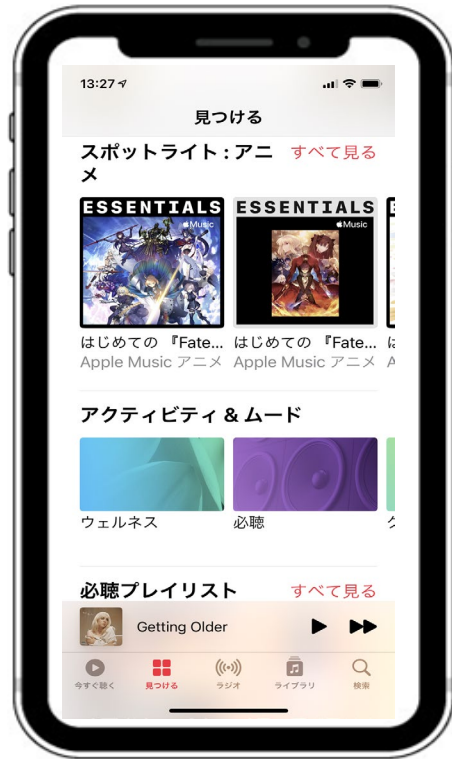 13:27
見つける
スポットライト : アニ
メ
すべて見る
ESSENTIALS
Music
ESSENTIALS
Music
はじめての 『Fate...
はじめての 『Fate...
Apple Music アニメ
Apple Music アニメ
アクティビティ & ムード
ウェルネス
必聴
必聴プレイリスト
すべて見る
Getting Older
今すぐ聴く
見つける
ラジオ
ライブラリ
検索